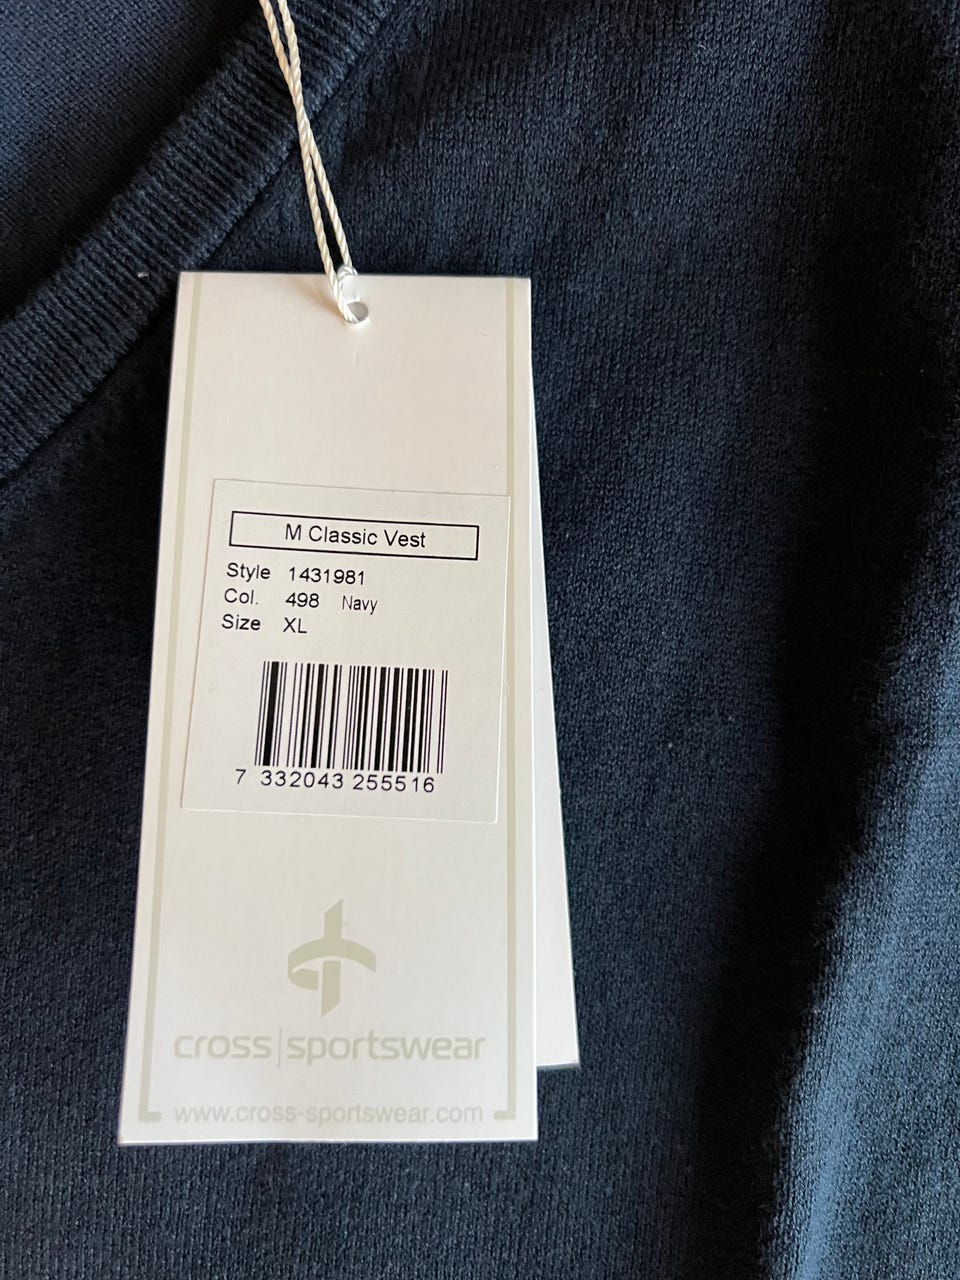 M Classic Vest
Style 1431981
Col. 498 Navy
Size XL
7 332043 255516
cross|sportswear
www.cross-sportswear.com